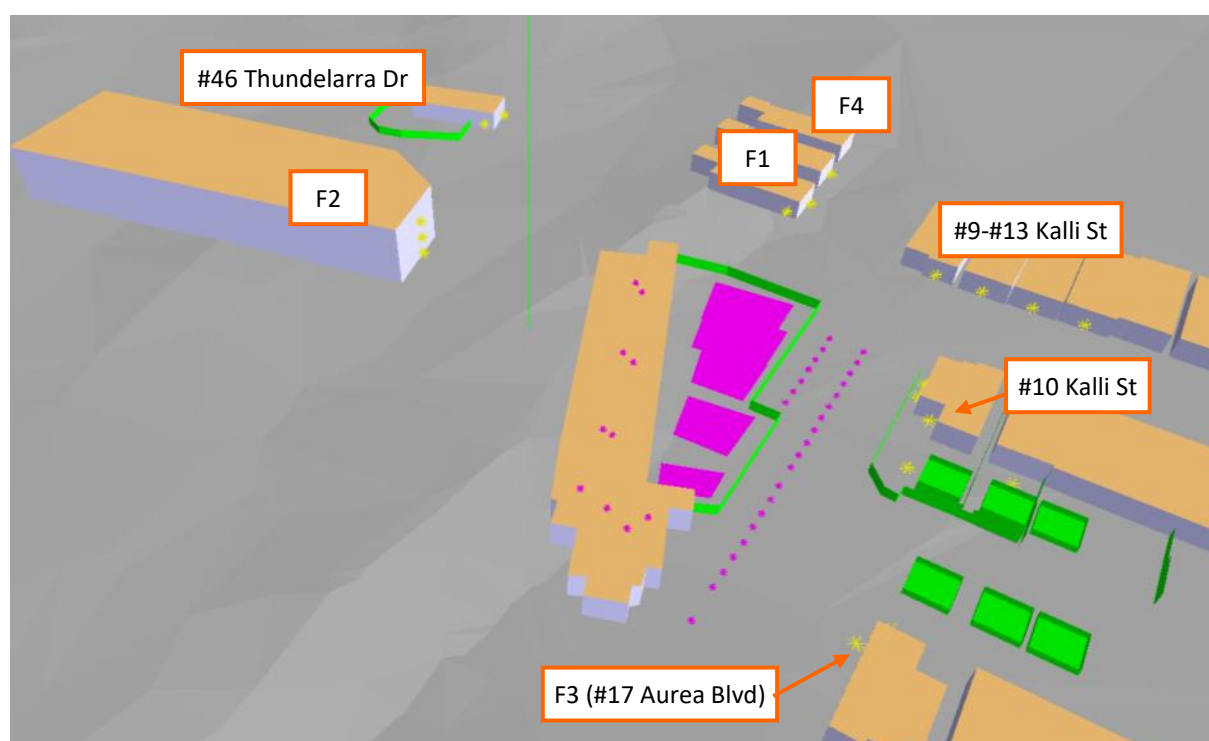 #46 Thundelarra Dr
F4
F1
F2
#9-#13 Kalli St
#10 Kalli St
F3 (#17 Aurea Blvd)